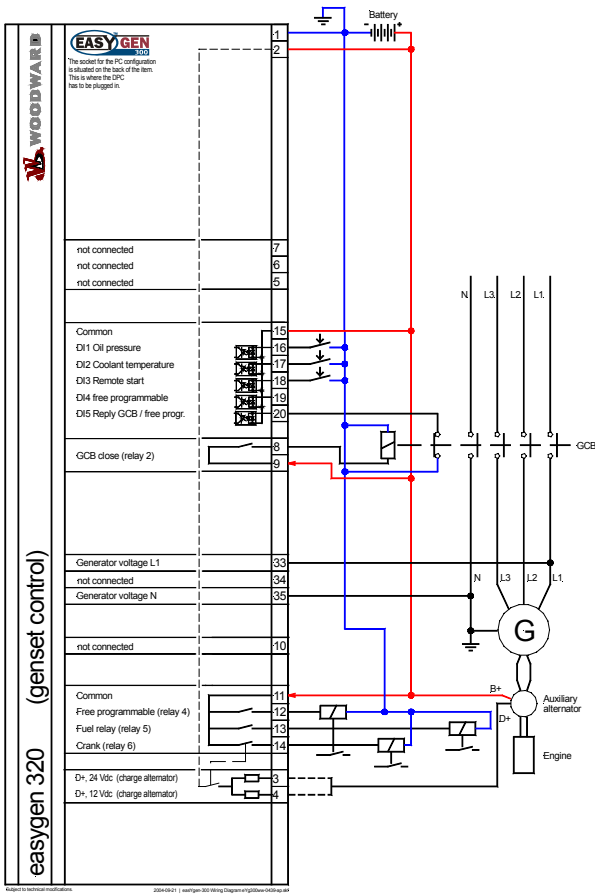 WOODWARD
EASYGEN
300
The socket for the PC configuration
is situated on the back of the item.
This is where the DPC
has to be plugged in.
Battery
- +
1
2
not connected 7
not connected 6
not connected 5
N L3 L2 L1
Common 15
DI1 Oil pressure 16
DI2 Coolant temperature 17
DI3 Remote start 18
DI4 free programmable 19
DI5 Reply GCB / free progr. 20
GCB close (relay 2) 8
9
GCB
Generator voltage L1 33
not connected 34
Generator voltage N 35
N L3 L2 L1
G
not connected 10
Common 11
Free programmable (relay 4) 12
Fuel relay (relay 5) 13
Crank (relay 6) 14
B+
D+
Auxiliary
alternator
Engine
D+, 24 Vdc (charge alternator) 3
D+, 12 Vdc (charge alternator) 4
easygen 320 (genset control)
Subject to technical modifications.